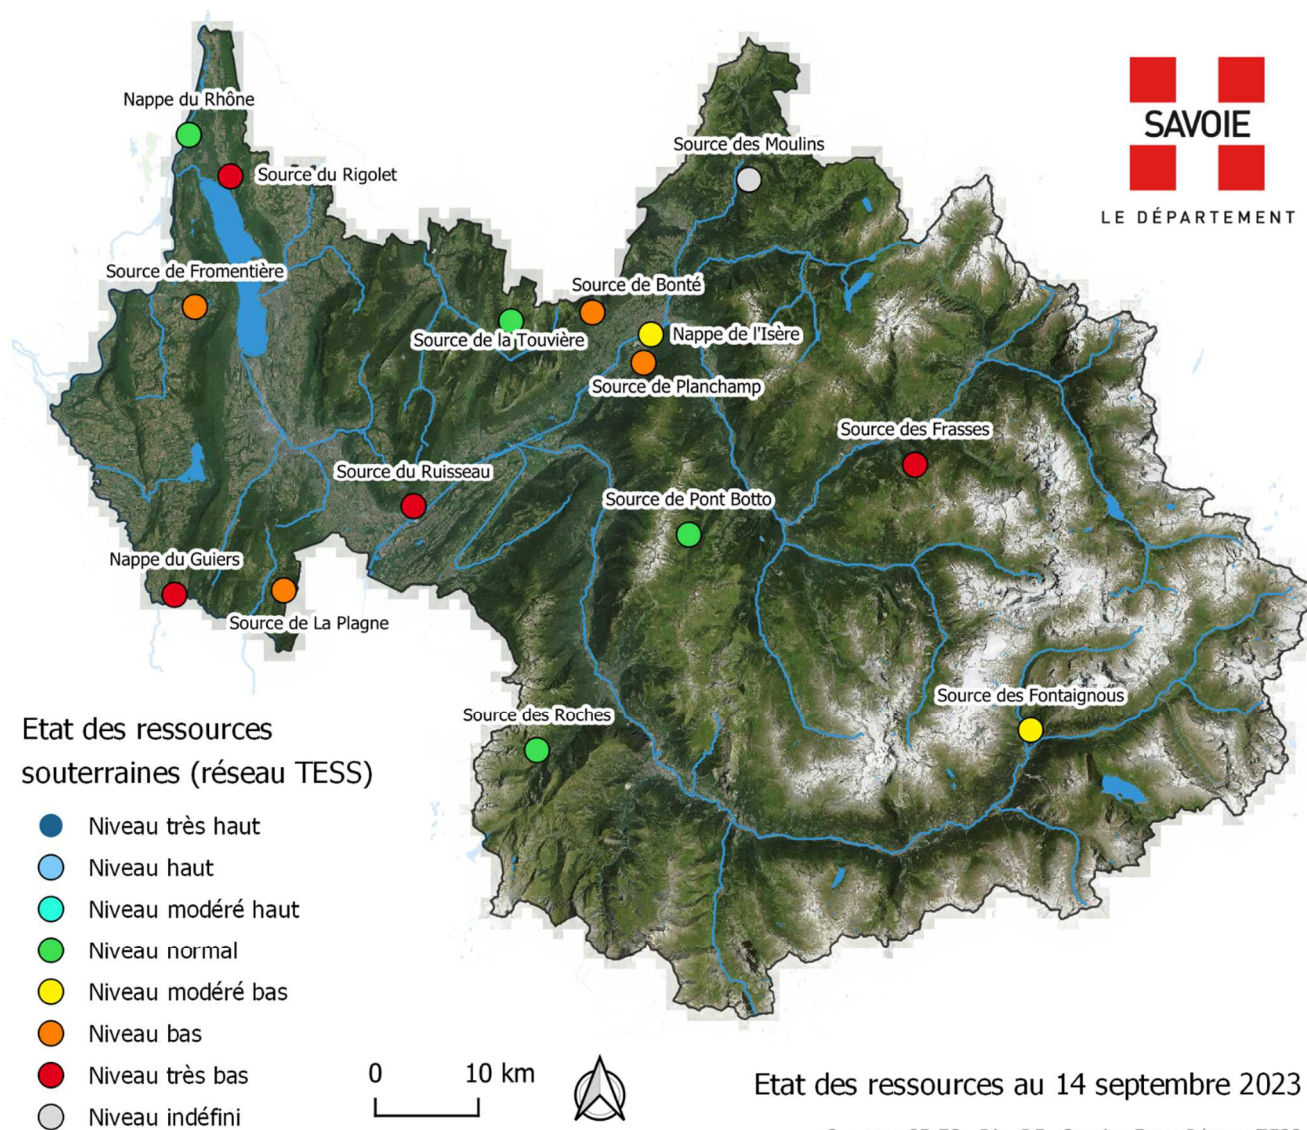 Nappe du Rhône
Source du Rigolet
Source des Moulins
SAVOIE
LE DÉPARTEMENT
Source de Fromentière
Source de Bonté
Source de la Touvière
Nappe de l'Isère
Source de Planchamp
Source des Frasses
Source du Ruisseau
Source de Pont Botto
Nappe du Guiers
Source de La Plagne
Source des Fontaignous
Source des Roches
Etat des ressources
souterraines (réseau TESS)
Niveau très haut
Niveau haut
Niveau modéré haut
Niveau normal
Niveau modéré bas
Niveau bas
Niveau très bas
Niveau indéfini
0 10 km
Etat des ressources au 14 septembre 2023